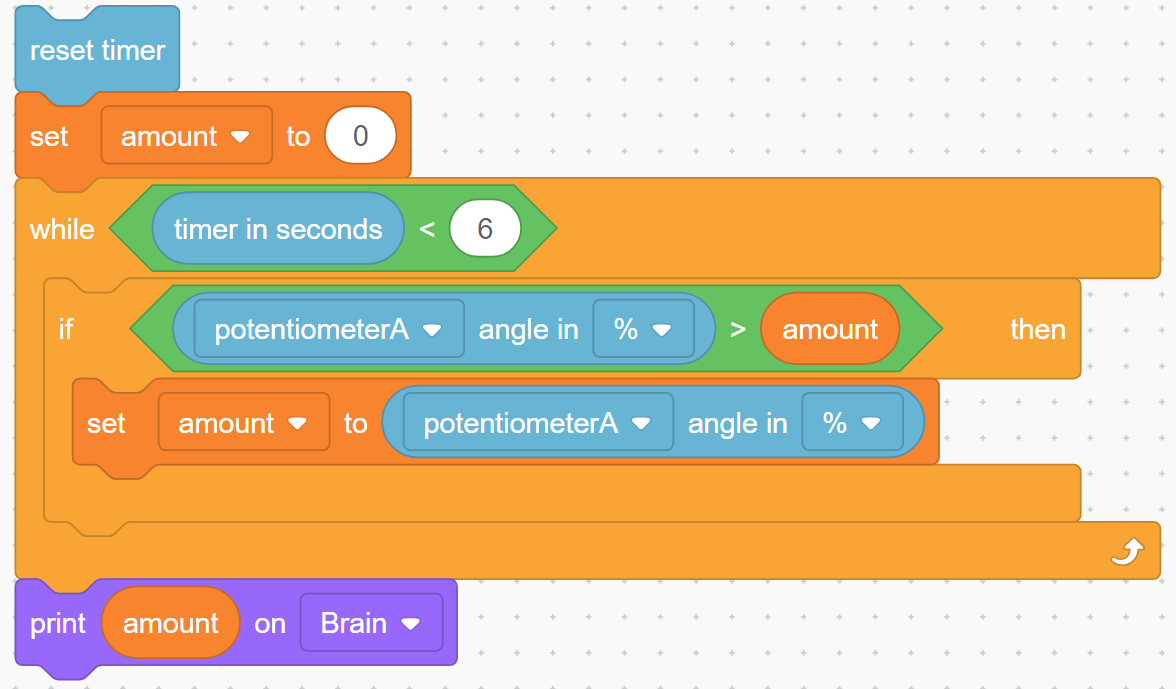 reset timer
set amount to 0
while timer in seconds < 6
if potentiometerA angle in % > amount then
set amount to potentiometerA angle in %
print amount on Brain